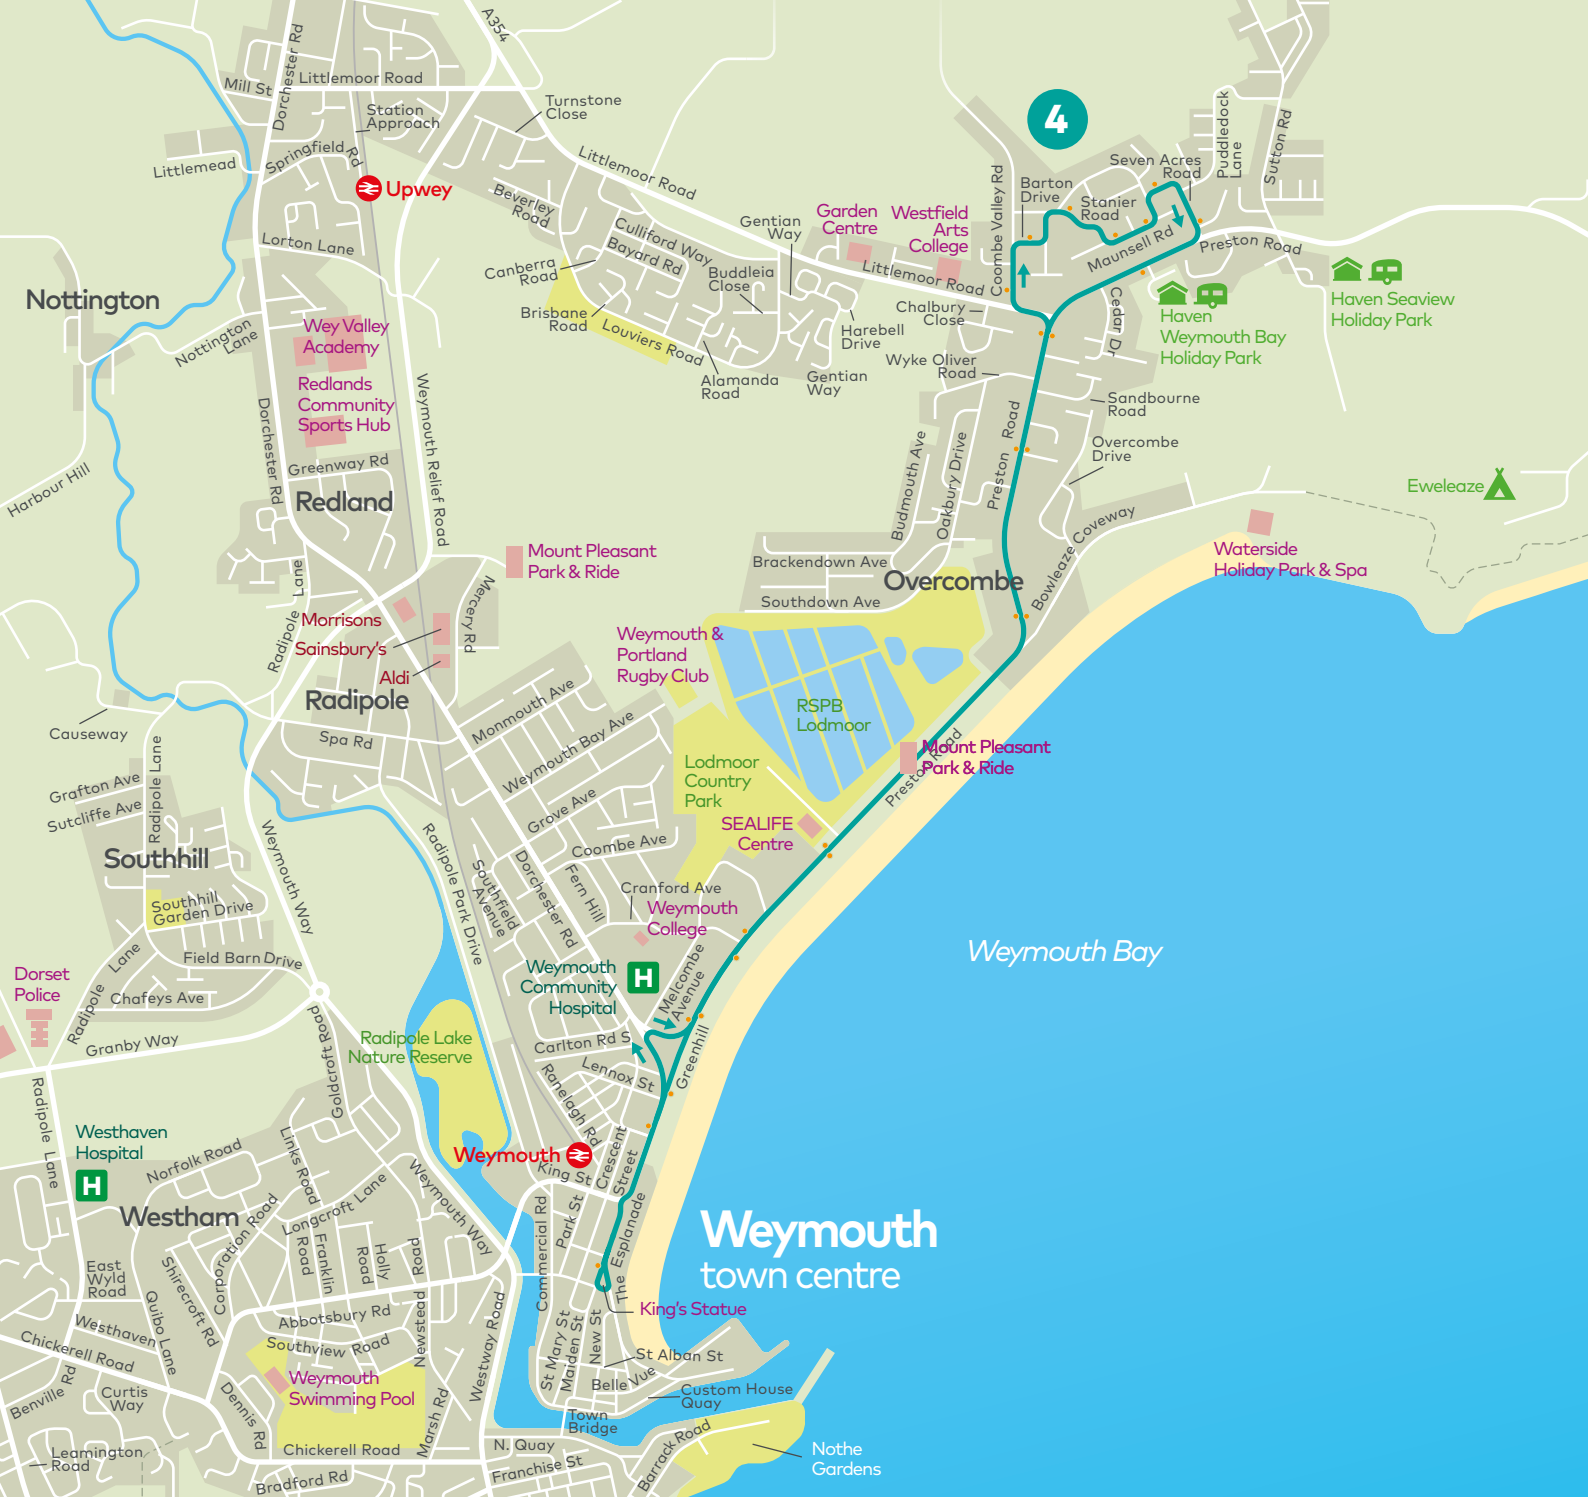 A354
Dorchester Rd
Littlemoor Road
Mill St
Station
Approach
Turnstone
Close
Springfield Rd
Littlemead
Upwey
Littlemoor Road
Beverley
Road
Lorton Lane
Culliford Way
Bayard Rd
Canberra
Road
Buddleia
Close
Gentian
Way
Garden
Centre
Westfield
Arts
College
Littlemoor Road
Coombe Valley Rd
4
Barton
Drive
Stanier
Road
Seven Acres
Road
Puddledock
Lane
Sutton Rd
Maunsell Rd
Preston Road
Haven Seaview
Holiday Park
Haven
Weymouth Bay
Holiday Park
Cedar Dr
Chalbury
Close
Wyke Oliver
Road
Harebell
Drive
Gentian
Way
Alamanda
Road
Louviers Road
Brisbane
Road
Nottington
Nottington
Lane
Wey Valley
Academy
Redlands
Community
Sports Hub
Weymouth Relief Road
Dorchester Rd
Greenway Rd
Redland
Harbour Hill
Sandbourne
Road
Overcombe
Drive
Preston Road
Budmouth Ave
Oakbury Drive
Brackendown Ave
Southdown Ave
Overcombe
Bowleaze Coveway
Eweleaze
Waterside
Holiday Park & Spa
Mount Pleasant
Park & Ride
Mercery Rd
Radipole Lane
Morrisons
Sainsbury's
Aldi
Radipole
Weymouth &
Portland
Rugby Club
RSPB
Lodmoor
Lodmoor
Country
Park
Mount Pleasant
Park & Ride
Preston Road
SEALIFE
Centre
Causeway
Spa Rd
Monmouth Ave
Weymouth Bay Ave
Grove Ave
Coombe Ave
Grafton Ave
Sutcliffe Ave
Radipole Lane
Southhill
Southhill
Garden Drive
Weymouth Way
Radipole Park Drive
Southfield
Avenue
Dorchester Rd
Fern Hill
Cranford Ave
Weymouth
College
Melcombe
Avenue
Weymouth
Community
Hospital
H
Weymouth Bay
Field Barn Drive
Radipole Lane
Chafeys Ave
Dorset
Police
Granby Way
Goldcroft Road
Radipole Lake
Nature Reserve
Carlton Rd S
Lennox St
Greenhill
Ranelagh Rd
Crescent
Street
Weymouth
King St
Radipole Lane
Westhaven
Hospital
H
Norfolk Road
Links Road
Westham
Corporation Road
Longcroft Lane
Road
Franklin
Holly
Road
Road
Newstead
Weymouth Way
Commercial Rd
Park St
The Esplanade
Weymouth
town centre
King's Statue
East
Wyld
Road
Shirecroft Rd
Quibo Lane
Westhaven
Chickerell Road
Abbotsbury Rd
Southview Road
Westway Road
Weymouth
Swimming Pool
St Mary St
Maiden St
New St
St Alban St
Belle Vue
Custom House
Quay
Town
Bridge
Benville Rd
Curtis
Way
Dennis Rd
Marsh Rd
Leamington
Road
Chickerell Road
Bradford Rd
N. Quay
Franchise St
Barrack Road
Nothe
Gardens